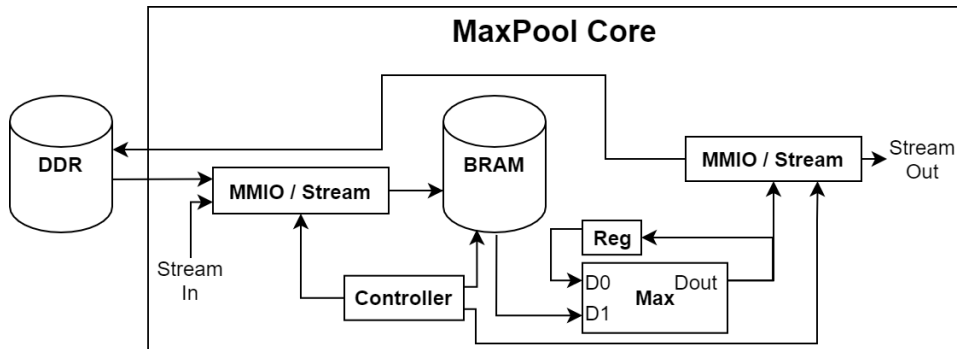 MaxPool Core
DDR
BRAM
MMIO / Stream
Stream
Out
MMIO / Stream
Reg
Stream
In
Controller
D0
Dout
Max
D1